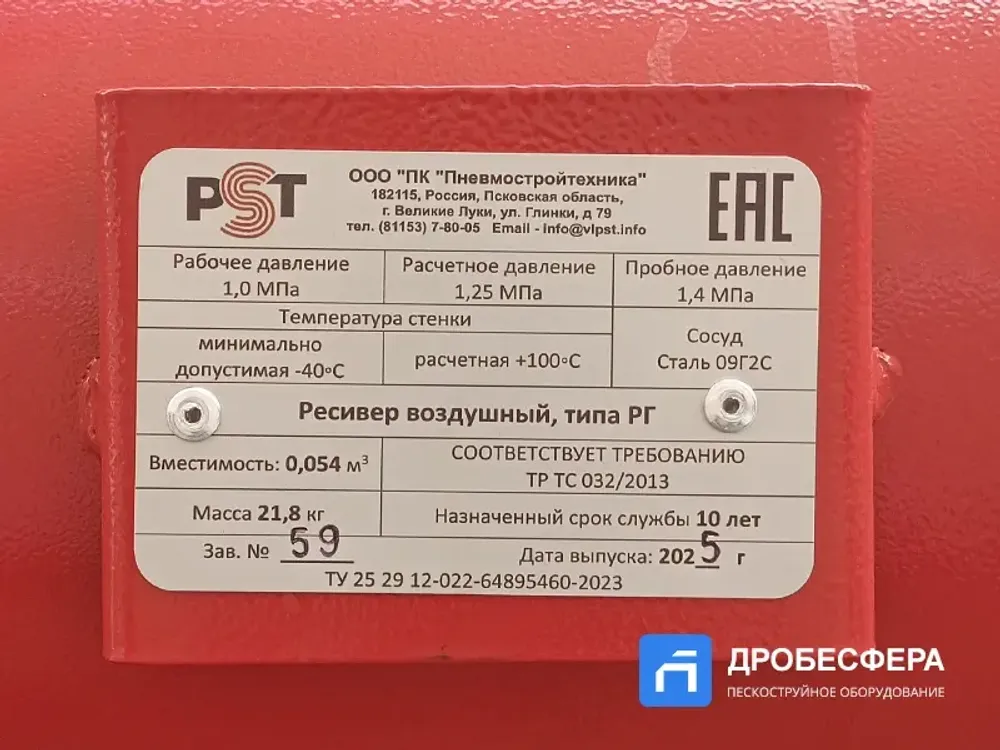 PST
ООО "ПК "Пневмостройтехника"
182115, Россия, Псковская область,
г. Великие Луки, ул. Глинки, д 79
тел. (81153) 7-80-05 Email - info@vlpst.info
EAC
Рабочее давление
1,0 МПа
Расчетное давление
1,25 МПа
Пробное давление
1,4 МПа
Температура стенки
минимально
допустимая -40°С
расчетная +100°С
Сосуд
Сталь 09Г2С
Ресивер воздушный, типа РГ
Вместимость: 0,054 м³
СООТВЕТСТВУЕТ ТРЕБОВАНИЮ
ТР ТС 032/2013
Масса 21,8 кг
Назначенный срок службы 10 лет
Зав. № 59
Дата выпуска: 2025 г
ТУ 25 29 12-022-64895460-2023
ДРОБЕСФЕРА
ПЕСКОСТРУЙНОЕ ОБОРУДОВАНИЕ